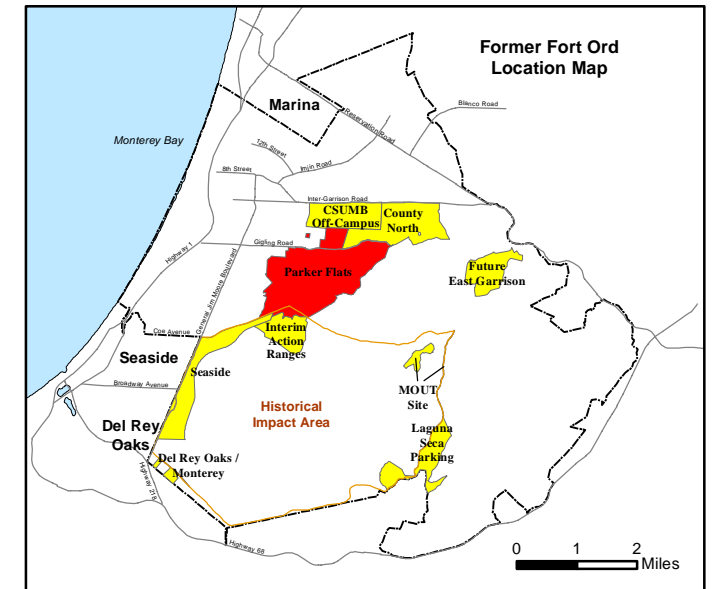 Former Fort Ord
Location Map
Marina
Blanco Road
Reservation Road
Monterey Bay
12th Street
Imjin Road
8th Street
Inter-Garrison Road
CSUMB
Off-Campus
County
North
Gigling Road
Highway 1
Parker Flats
Future
East Garrison
General Jim Moore Boulevard
Coe Avenue
Interim
Action
Ranges
Seaside
Seaside
Broadway Avenue
MOUT
Site
Historical
Impact Area
Del Rey
Oaks
Laguna
Seca
Parking
Del Rey Oaks /
Monterey
Highway 218
Highway 68
0 1 2
Miles